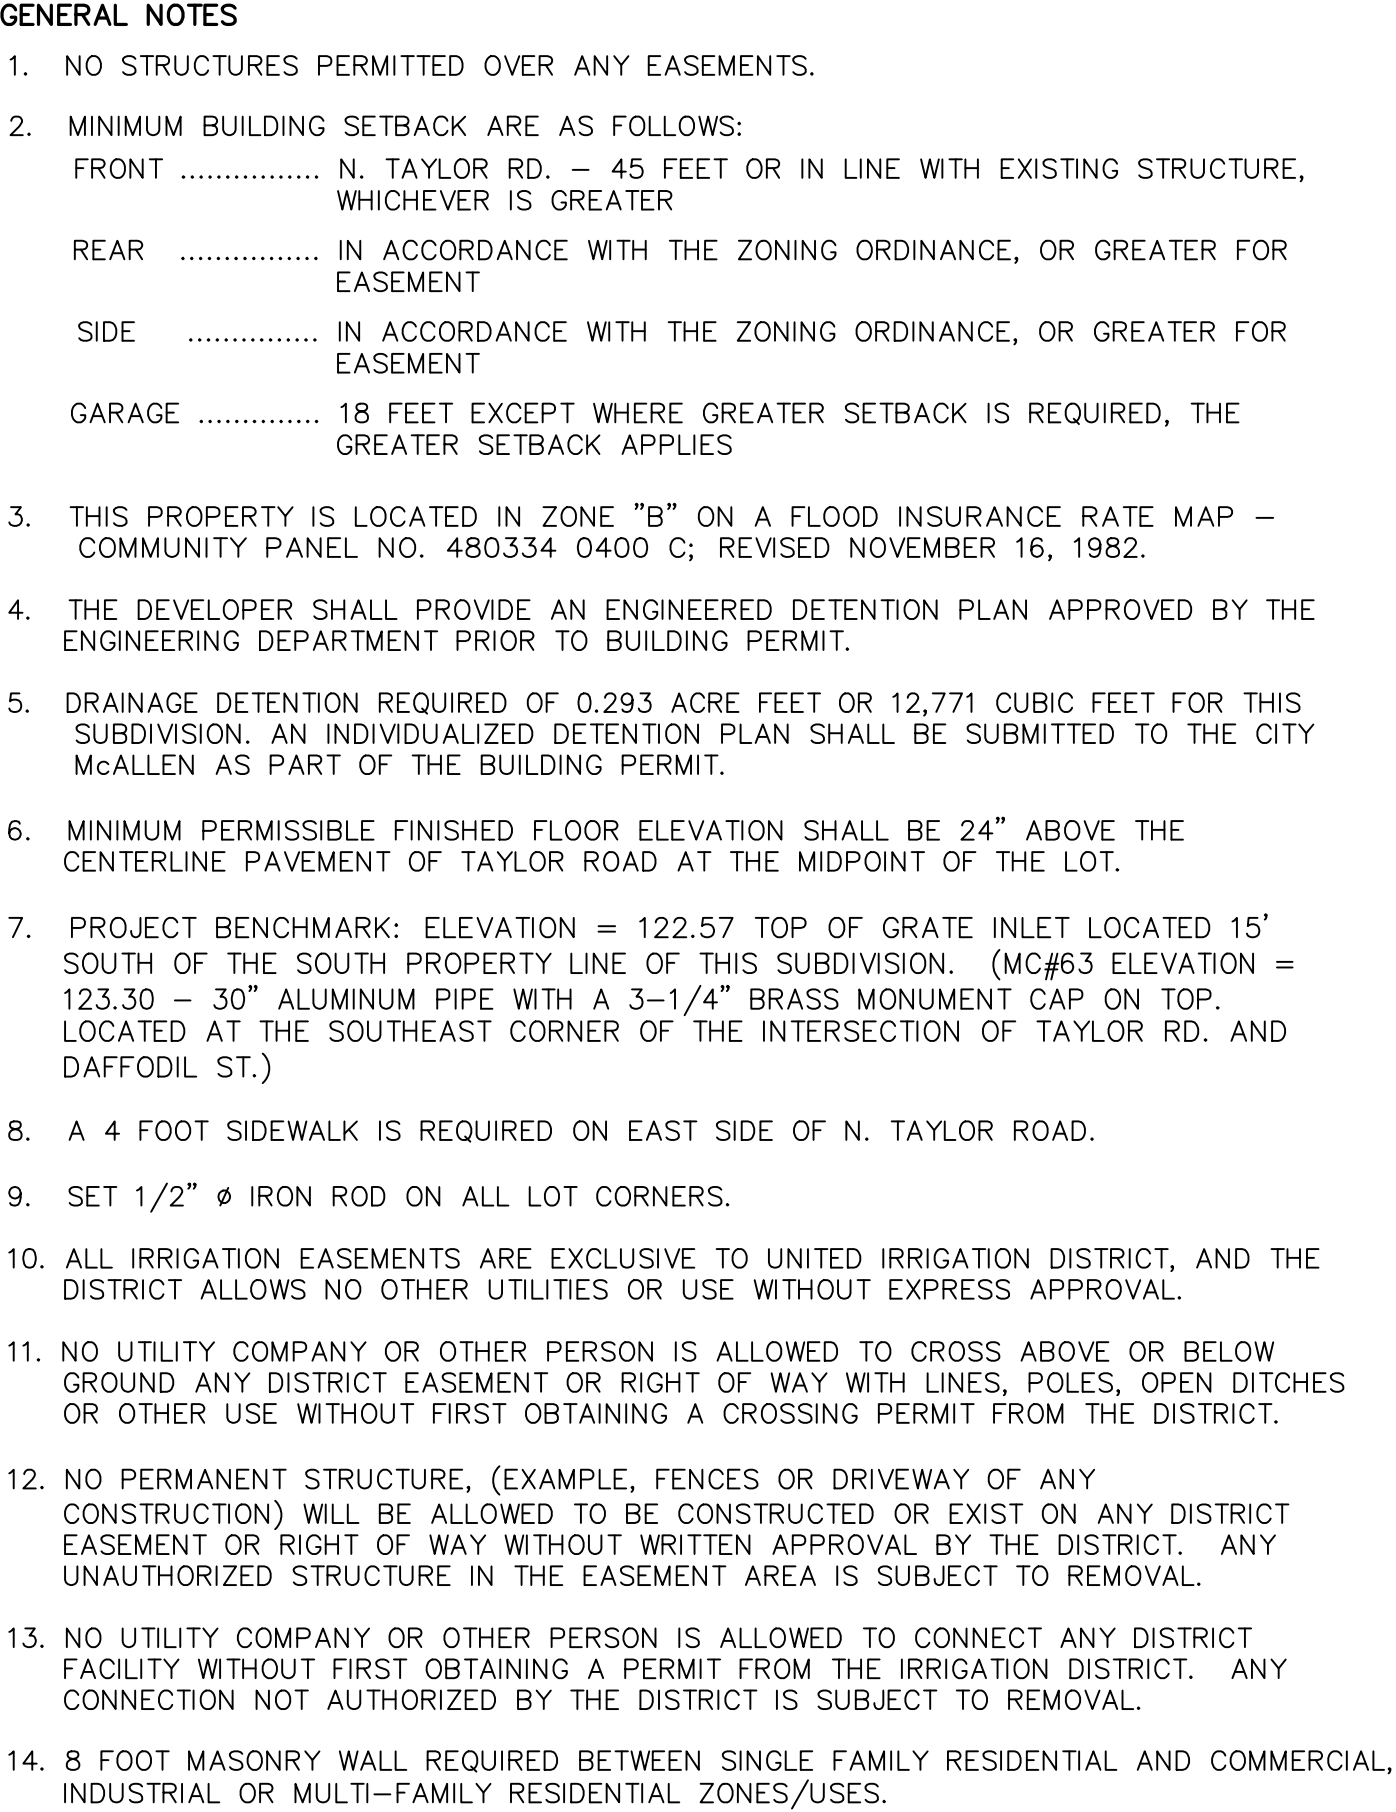 GENERAL NOTES
1. NO STRUCTURES PERMITTED OVER ANY EASEMENTS.
2. MINIMUM BUILDING SETBACK ARE AS FOLLOWS:
FRONT ................ N. TAYLOR RD. – 45 FEET OR IN LINE WITH EXISTING STRUCTURE,
WHICHEVER IS GREATER
REAR ................ IN ACCORDANCE WITH THE ZONING ORDINANCE, OR GREATER FOR
EASEMENT
SIDE ............... IN ACCORDANCE WITH THE ZONING ORDINANCE, OR GREATER FOR
EASEMENT
GARAGE .............. 18 FEET EXCEPT WHERE GREATER SETBACK IS REQUIRED, THE
GREATER SETBACK APPLIES
3. THIS PROPERTY IS LOCATED IN ZONE "B" ON A FLOOD INSURANCE RATE MAP –
COMMUNITY PANEL NO. 480334 0400 C; REVISED NOVEMBER 16, 1982.
4. THE DEVELOPER SHALL PROVIDE AN ENGINEERED DETENTION PLAN APPROVED BY THE
ENGINEERING DEPARTMENT PRIOR TO BUILDING PERMIT.
5. DRAINAGE DETENTION REQUIRED OF 0.293 ACRE FEET OR 12,771 CUBIC FEET FOR THIS
SUBDIVISION. AN INDIVIDUALIZED DETENTION PLAN SHALL BE SUBMITTED TO THE CITY
McALLEN AS PART OF THE BUILDING PERMIT.
6. MINIMUM PERMISSIBLE FINISHED FLOOR ELEVATION SHALL BE 24" ABOVE THE
CENTERLINE PAVEMENT OF TAYLOR ROAD AT THE MIDPOINT OF THE LOT.
7. PROJECT BENCHMARK: ELEVATION = 122.57 TOP OF GRATE INLET LOCATED 15'
SOUTH OF THE SOUTH PROPERTY LINE OF THIS SUBDIVISION. (MC#63 ELEVATION =
123.30 – 30" ALUMINUM PIPE WITH A 3–1/4" BRASS MONUMENT CAP ON TOP.
LOCATED AT THE SOUTHEAST CORNER OF THE INTERSECTION OF TAYLOR RD. AND
DAFFODIL ST.)
8. A 4 FOOT SIDEWALK IS REQUIRED ON EAST SIDE OF N. TAYLOR ROAD.
9. SET 1/2" ø IRON ROD ON ALL LOT CORNERS.
10. ALL IRRIGATION EASEMENTS ARE EXCLUSIVE TO UNITED IRRIGATION DISTRICT, AND THE
DISTRICT ALLOWS NO OTHER UTILITIES OR USE WITHOUT EXPRESS APPROVAL.
11. NO UTILITY COMPANY OR OTHER PERSON IS ALLOWED TO CROSS ABOVE OR BELOW
GROUND ANY DISTRICT EASEMENT OR RIGHT OF WAY WITH LINES, POLES, OPEN DITCHES
OR OTHER USE WITHOUT FIRST OBTAINING A CROSSING PERMIT FROM THE DISTRICT.
12. NO PERMANENT STRUCTURE, (EXAMPLE, FENCES OR DRIVEWAY OF ANY
CONSTRUCTION) WILL BE ALLOWED TO BE CONSTRUCTED OR EXIST ON ANY DISTRICT
EASEMENT OR RIGHT OF WAY WITHOUT WRITTEN APPROVAL BY THE DISTRICT. ANY
UNAUTHORIZED STRUCTURE IN THE EASEMENT AREA IS SUBJECT TO REMOVAL.
13. NO UTILITY COMPANY OR OTHER PERSON IS ALLOWED TO CONNECT ANY DISTRICT
FACILITY WITHOUT FIRST OBTAINING A PERMIT FROM THE IRRIGATION DISTRICT. ANY
CONNECTION NOT AUTHORIZED BY THE DISTRICT IS SUBJECT TO REMOVAL.
14. 8 FOOT MASONRY WALL REQUIRED BETWEEN SINGLE FAMILY RESIDENTIAL AND COMMERCIAL,
INDUSTRIAL OR MULTI–FAMILY RESIDENTIAL ZONES/USES.